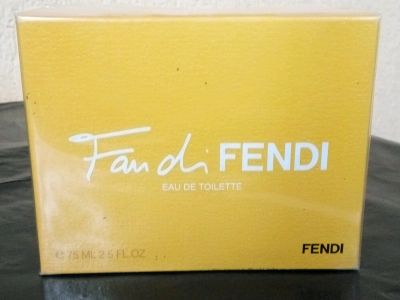 Fan di FENDI
EAU DE TOILETTE
℮ 75 ML 2.5 FL.OZ
FENDI